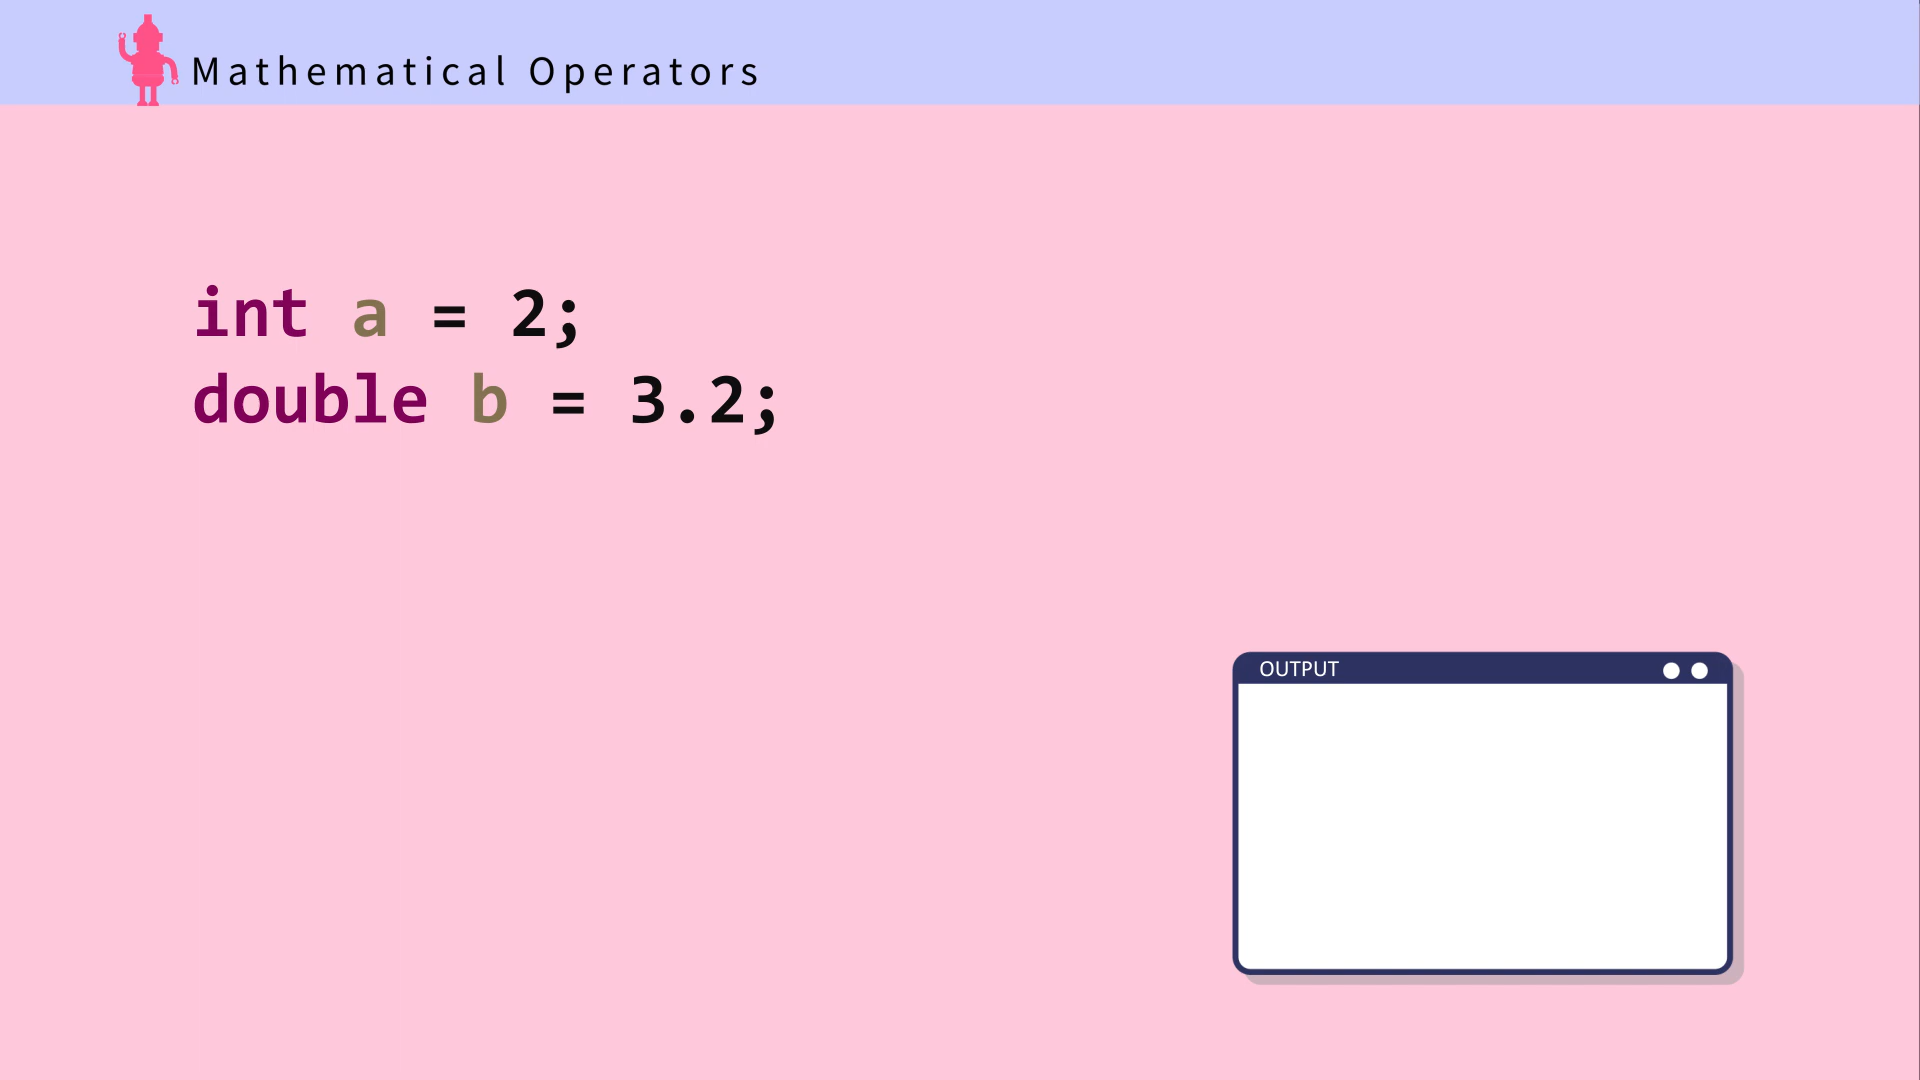 Mathematical Operators
int a = 2;
double b = 3.2;
OUTPUT